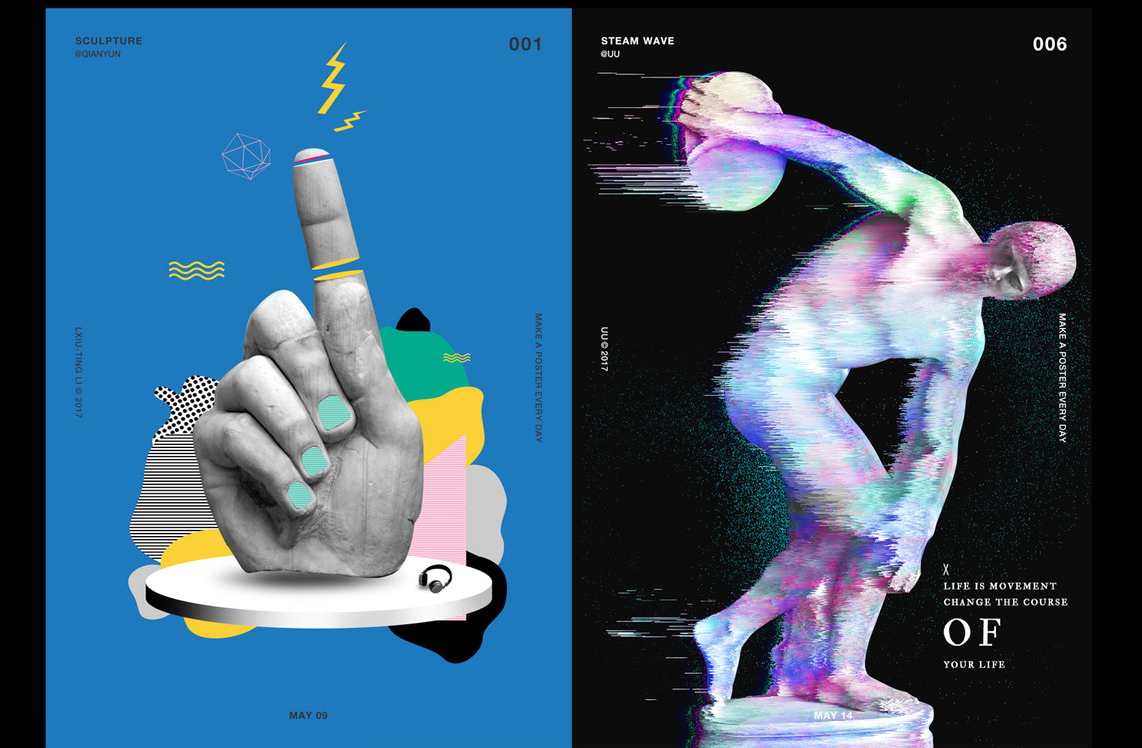 SCULPTURE
@QIANYUN
001
LXIU-TING LI © 2017
MAKE A POSTER EVERY DAY
MAY 09
STEAM WAVE
@UU
006
UU © 2017
MAKE A POSTER EVERY DAY
X
LIFE IS MOVEMENT
CHANGE THE COURSE
OF
YOUR LIFE
MAY 14